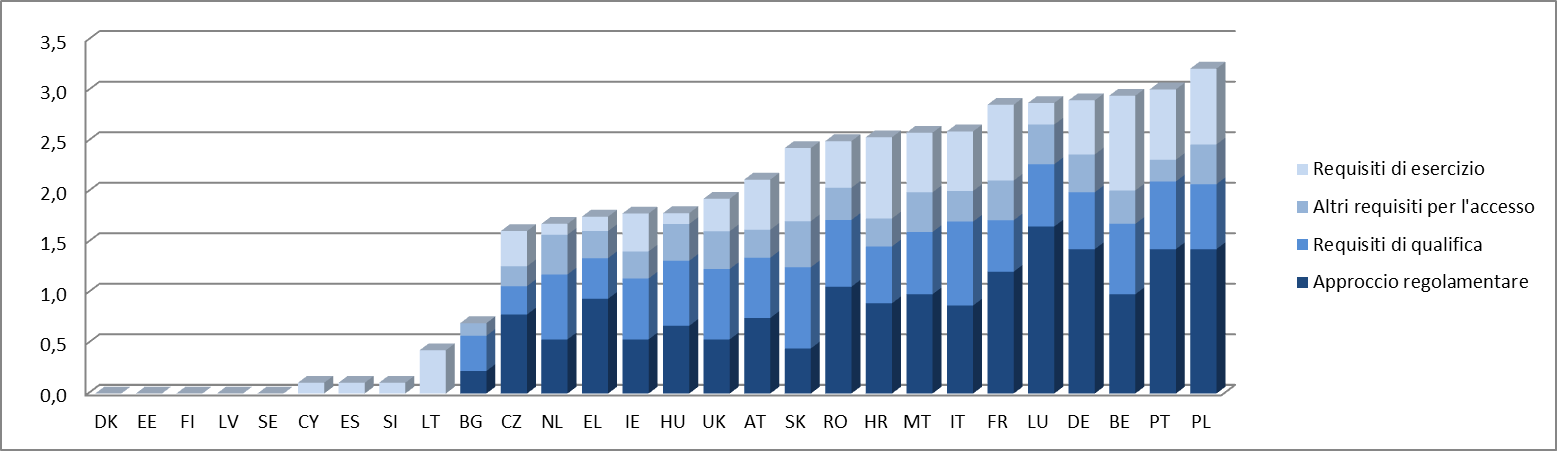 3,5
3,0
2,5
2,0
1,5
1,0
0,5
0,0
DK EE FI LV SE CY ES SI LT BG CZ NL EL IE HU UK AT SK RO HR MT IT FR LU DE BE PT PL
Requisiti di esercizio
Altri requisiti per l'accesso
Requisiti di qualifica
Approccio regolamentare